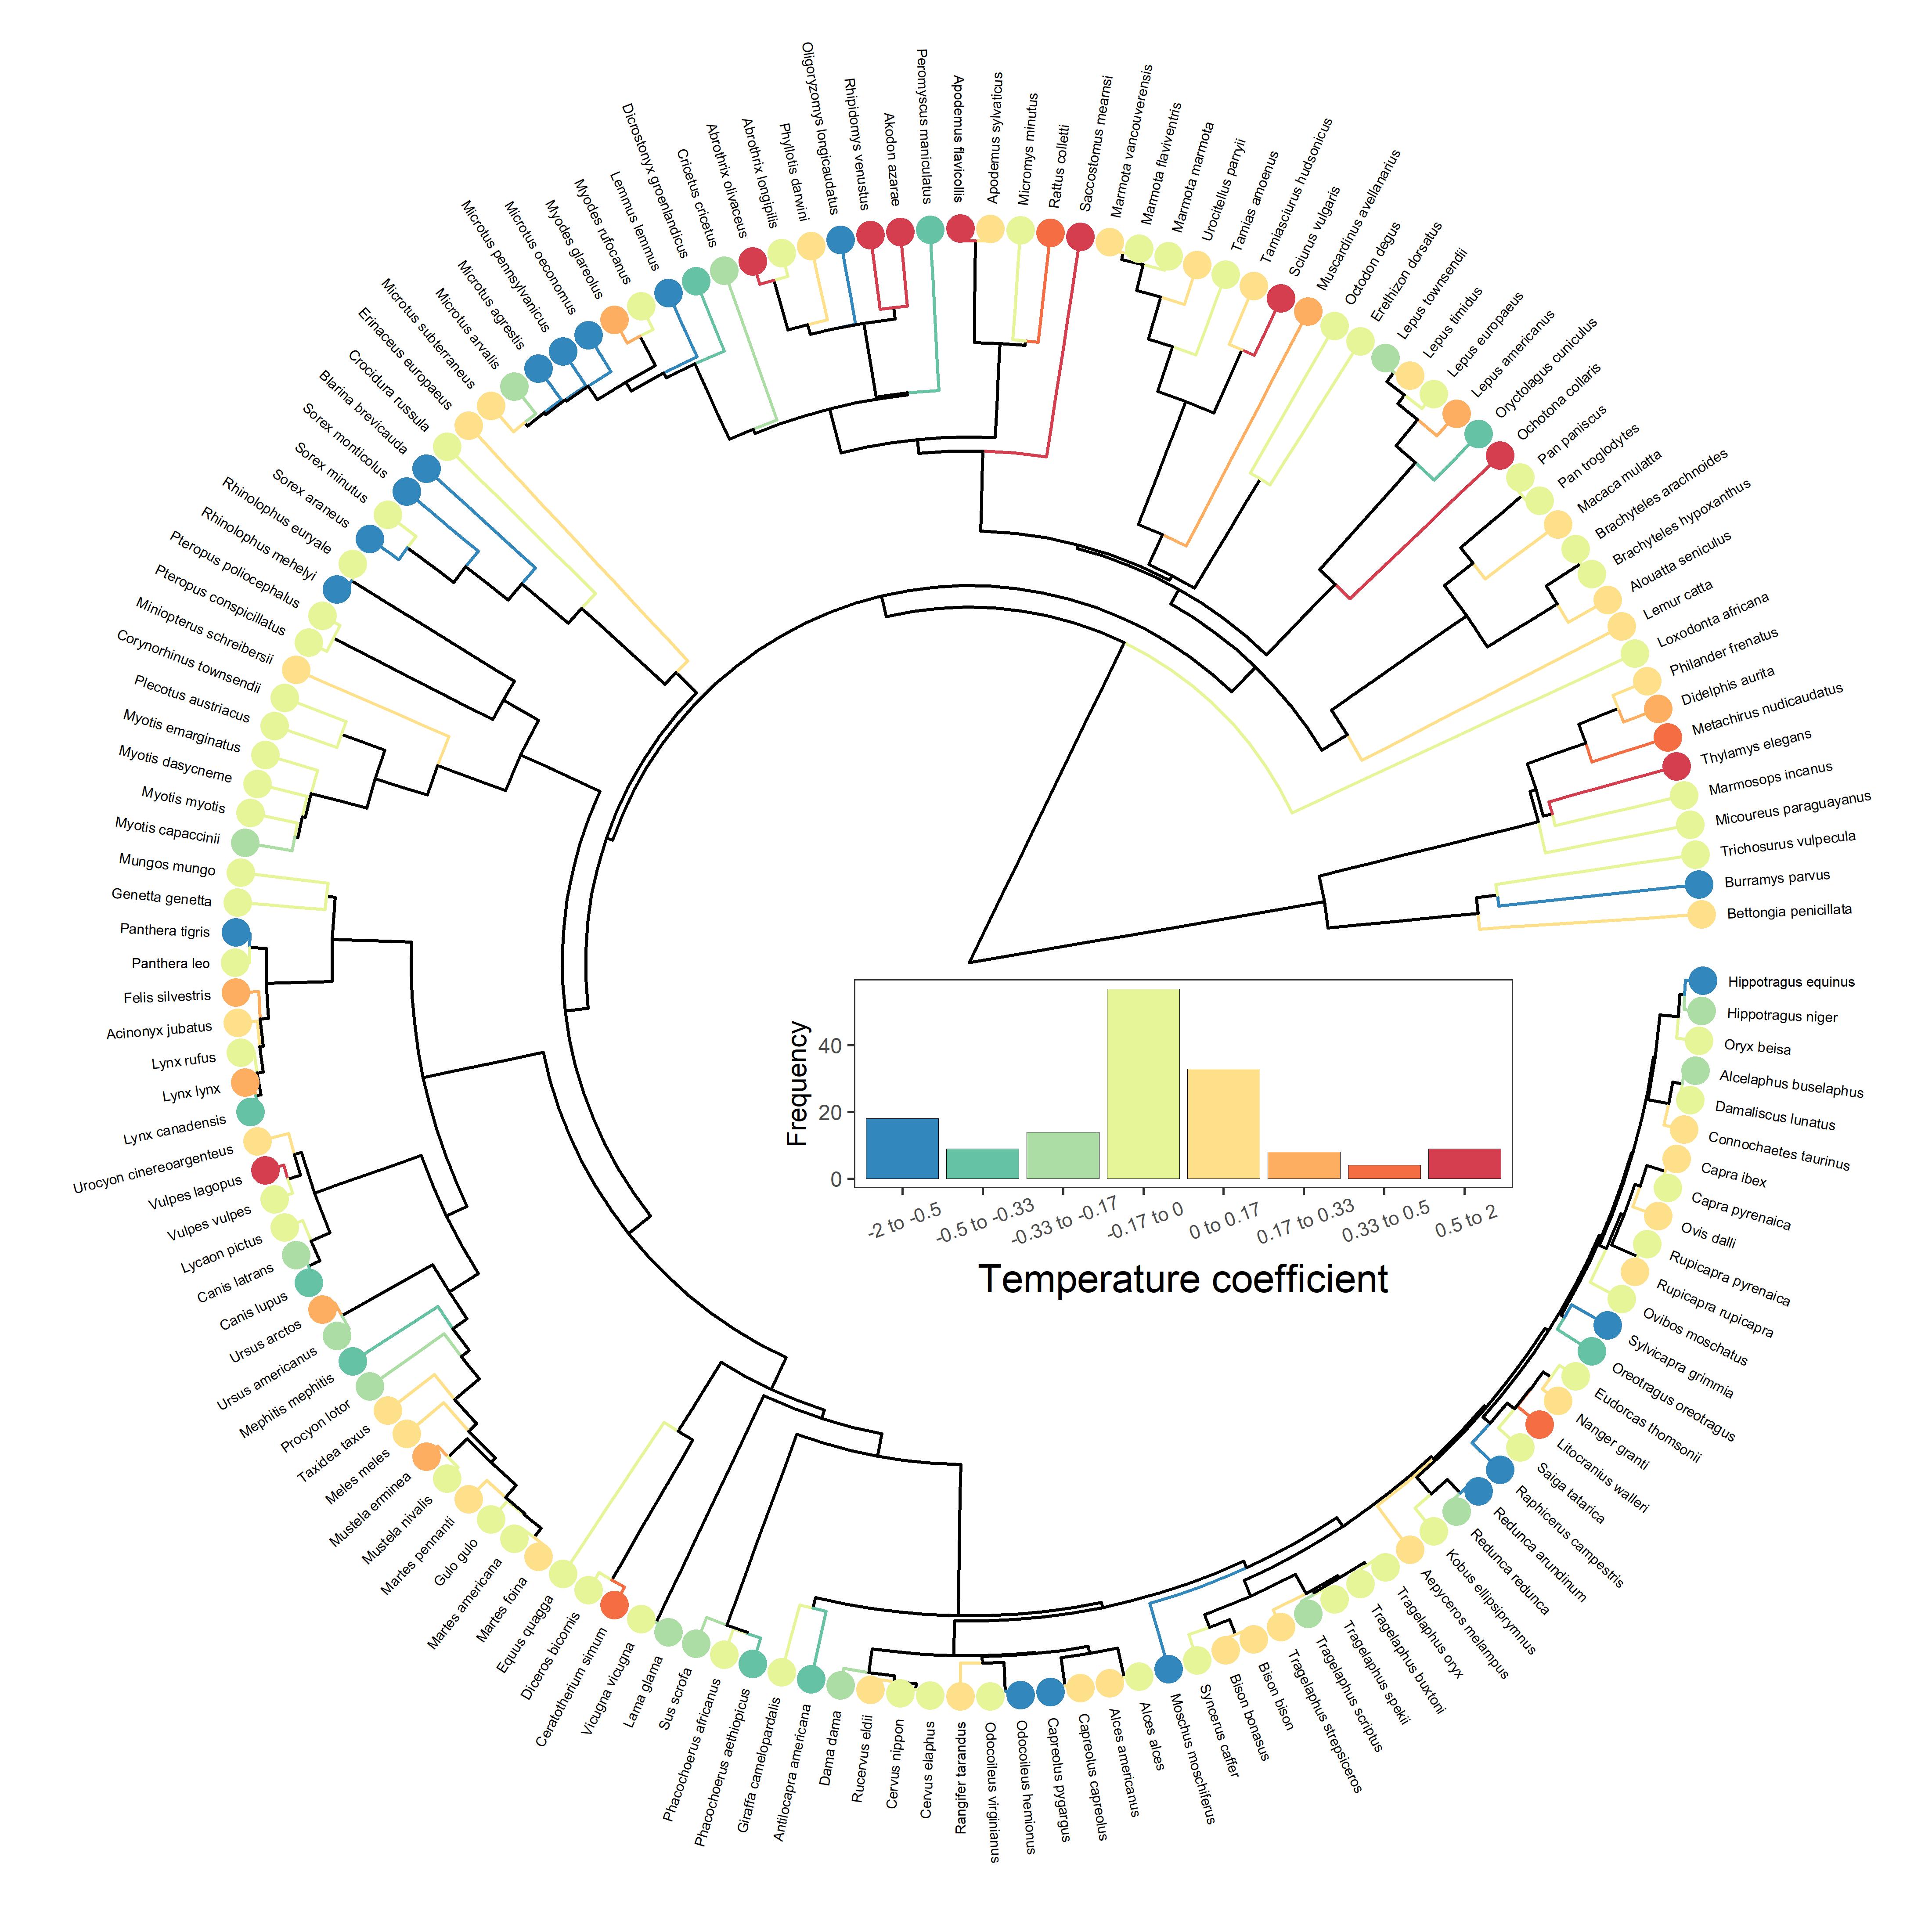 Oligoryzomys longicaudatus
Rhipidomys venustus
Akodon azarae
Peromyscus maniculatus
Apodemus flavicollis
Apodemus sylvaticus
Micromys minutus
Rattus colletti
Saccostomus mearnsi
Marmota vancouverensis
Marmota flaviventris
Marmota marmota
Urocitellus parryii
Tamias amoenus
Tamiasciurus hudsonicus
Sciurus vulgaris
Muscardinus avellanarius
Octodon degus
Erethizon dorsatus
Lepus townsendii
Lepus timidus
Lepus europaeus
Lepus americanus
Oryctolagus cuniculus
Ochotona collaris
Pan paniscus
Pan troglodytes
Macaca mulatta
Brachyteles arachnoides
Brachyteles hypoxanthus
Alouatta seniculus
Lemur catta
Loxodonta africana
Philander frenatus
Didelphis aurita
Metachirus nudicaudatus
Thylamys elegans
Marmosops incanus
Micoureus paraguayanus
Trichosurus vulpecula
Burramys parvus
Bettongia penicillata
Hippotragus equinus
Hippotragus niger
Oryx beisa
Alcelaphus buselaphus
Damaliscus lunatus
Connochaetes taurinus
Capra ibex
Capra pyrenaica
Ovis dalli
Rupicapra pyrenaica
Rupicapra rupicapra
Ovibos moschatus
Sylvicapra grimmia
Oreotragus oreotragus
Eudorcas thomsonii
Nanger granti
Litocranius walleri
Saiga tatarica
Raphicerus campestris
Redunca arundinum
Redunca redunca
Kobus ellipsiprymnus
Aepyceros melampus
Tragelaphus oryx
Tragelaphus buxtoni
Tragelaphus spekii
Tragelaphus scriptus
Tragelaphus strepsiceros
Bison bison
Bison bonasus
Syncerus caffer
Moschus moschiferus
Alces alces
Alces americanus
Capreolus capreolus
Capreolus pygargus
Odocoileus hemionus
Odocoileus virginianus
Rangifer tarandus
Cervus elaphus
Cervus nippon
Rucervus eldii
Dama dama
Antilocapra americana
Giraffa camelopardalis
Phacochoerus aethiopicus
Phacochoerus africanus
Sus scrofa
Lama glama
Vicugna vicugna
Ceratotherium simum
Diceros bicornis
Equus quagga
Martes foina
Martes americana
Gulo gulo
Martes pennanti
Mustela nivalis
Mustela erminea
Meles meles
Taxidea taxus
Procyon lotor
Mephitis mephitis
Ursus americanus
Ursus arctos
Canis lupus
Canis latrans
Lycaon pictus
Vulpes vulpes
Vulpes lagopus
Urocyon cinereoargenteus
Lynx canadensis
Lynx lynx
Lynx rufus
Acinonyx jubatus
Felis silvestris
Panthera leo
Panthera tigris
Genetta genetta
Mungos mungo
Myotis capaccinii
Myotis myotis
Myotis dasycneme
Myotis emarginatus
Plecotus austriacus
Corynorhinus townsendii
Miniopterus schreibersii
Pteropus conspicillatus
Pteropus poliocephalus
Rhinolophus mehelyi
Rhinolophus euryale
Sorex araneus
Sorex minutus
Sorex monticolus
Blarina brevicauda
Crocidura russula
Erinaceus europaeus
Microtus subterraneus
Microtus arvalis
Microtus agrestis
Microtus pennsylvanicus
Microtus oeconomus
Myodes glareolus
Myodes rufocanus
Lemmus lemmus
Dicrostonyx groenlandicus
Cricetus cricetus
Abrothrix olivaceus
Abrothrix longipilis
Phyllotis darwini
Frequency
40
20
0
-2 to -0.5
-0.5 to -0.33
-0.33 to -0.17
-0.17 to 0
0 to 0.17
0.17 to 0.33
0.33 to 0.5
0.5 to 2
Temperature coefficient